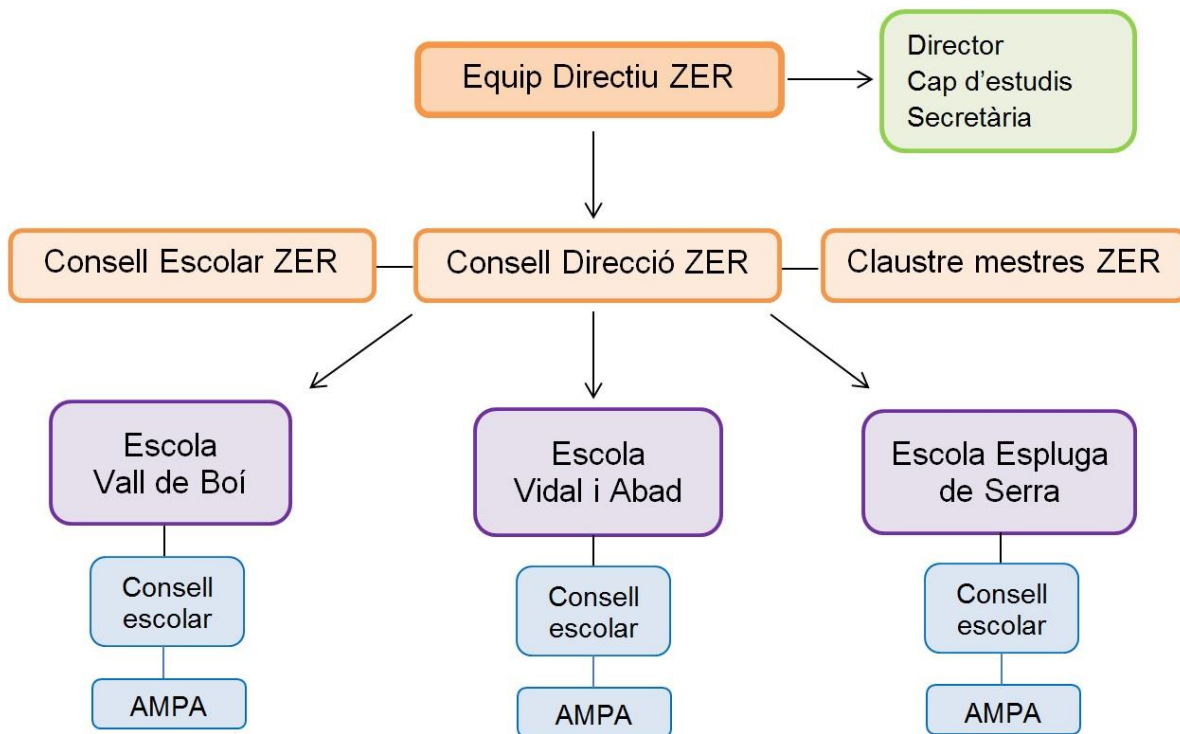 Equip Directiu ZER
Director
Cap d'estudis
Secretària
Consell Escolar ZER
Consell Direcció ZER
Claustre mestres ZER
Escola
Vall de Boí
Escola
Vidal i Abad
Escola Espluga
de Serra
Consell
escolar
Consell
escolar
Consell
escolar
AMPA
AMPA
AMPA